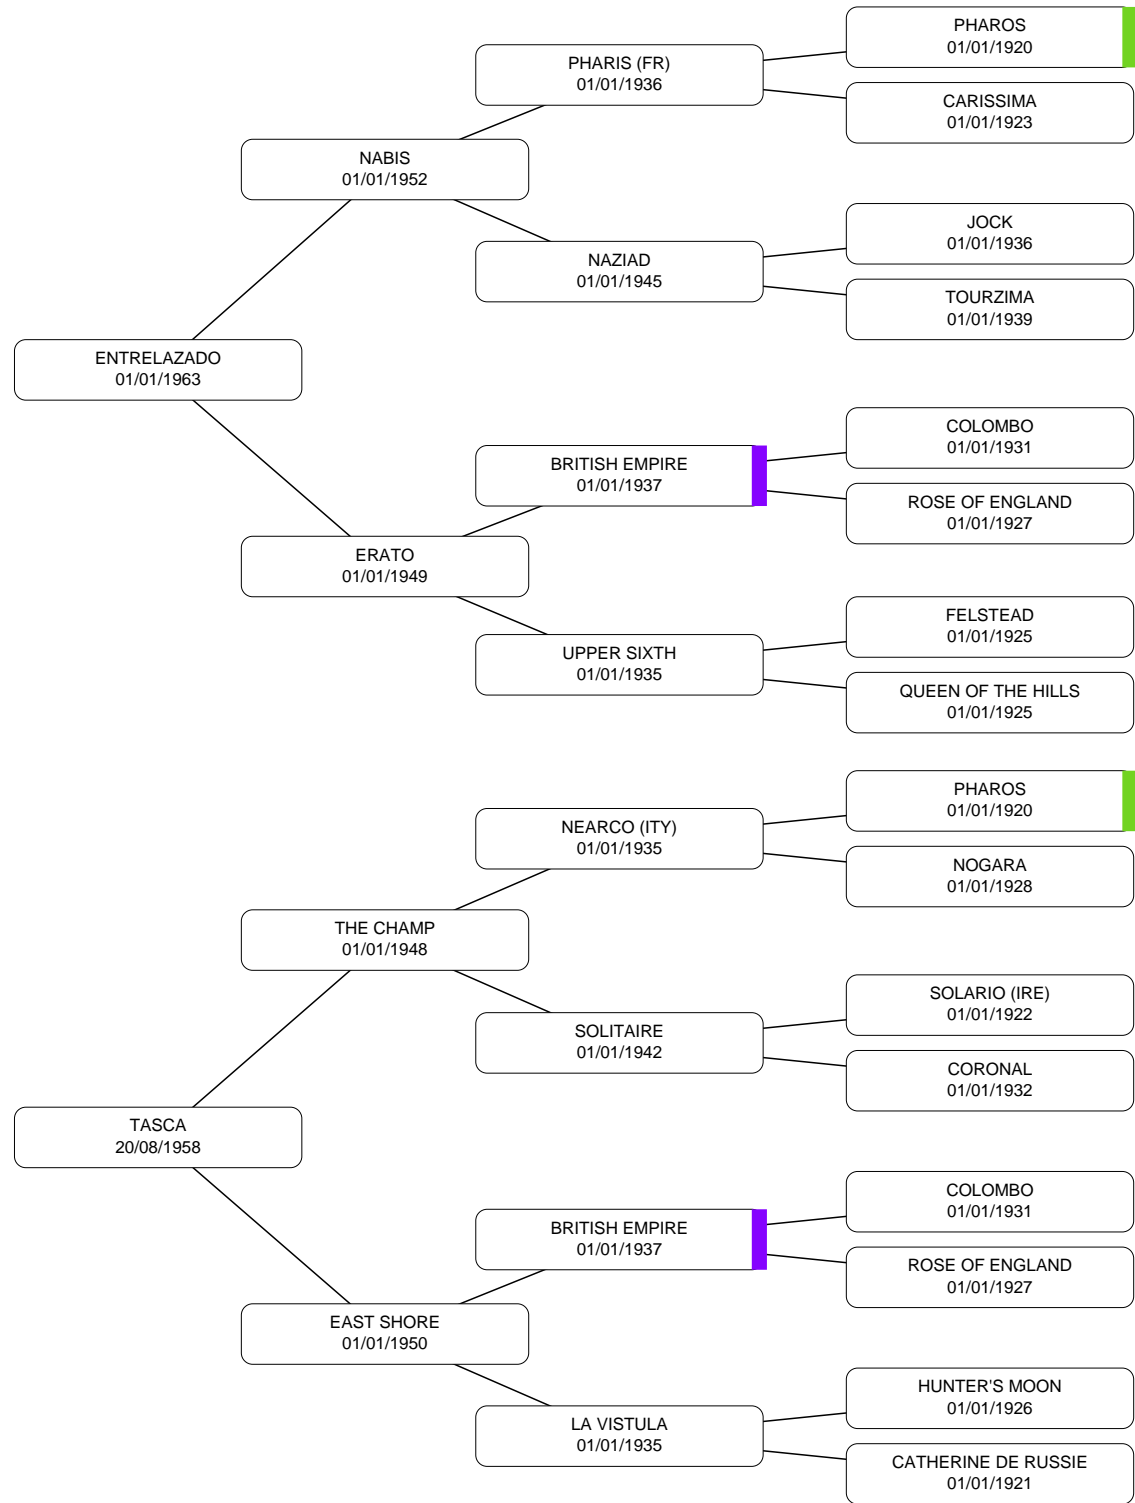 PHAROS
01/01/1920
PHARIS (FR)
01/01/1936
CARISSIMA
01/01/1923
NABIS
01/01/1952
JOCK
01/01/1936
NAZIAD
01/01/1945
TOURZIMA
01/01/1939
ENTRELAZADO
01/01/1963
COLOMBO
01/01/1931
BRITISH EMPIRE
01/01/1937
ROSE OF ENGLAND
01/01/1927
ERATO
01/01/1949
FELSTEAD
01/01/1925
UPPER SIXTH
01/01/1935
QUEEN OF THE HILLS
01/01/1925
PHAROS
01/01/1920
NEARCO (ITY)
01/01/1935
NOGARA
01/01/1928
THE CHAMP
01/01/1948
SOLARIO (IRE)
01/01/1922
SOLITAIRE
01/01/1942
CORONAL
01/01/1932
TASCA
20/08/1958
COLOMBO
01/01/1931
BRITISH EMPIRE
01/01/1937
ROSE OF ENGLAND
01/01/1927
EAST SHORE
01/01/1950
HUNTER'S MOON
01/01/1926
LA VISTULA
01/01/1935
CATHERINE DE RUSSIE
01/01/1921